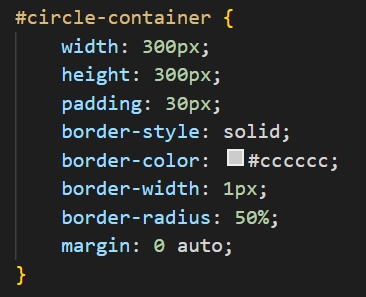 #circle-container {
    width: 300px;
    height: 300px;
    padding: 30px;
    border-style: solid;
    border-color: #cccccc;
    border-width: 1px;
    border-radius: 50%;
    margin: 0 auto;
}